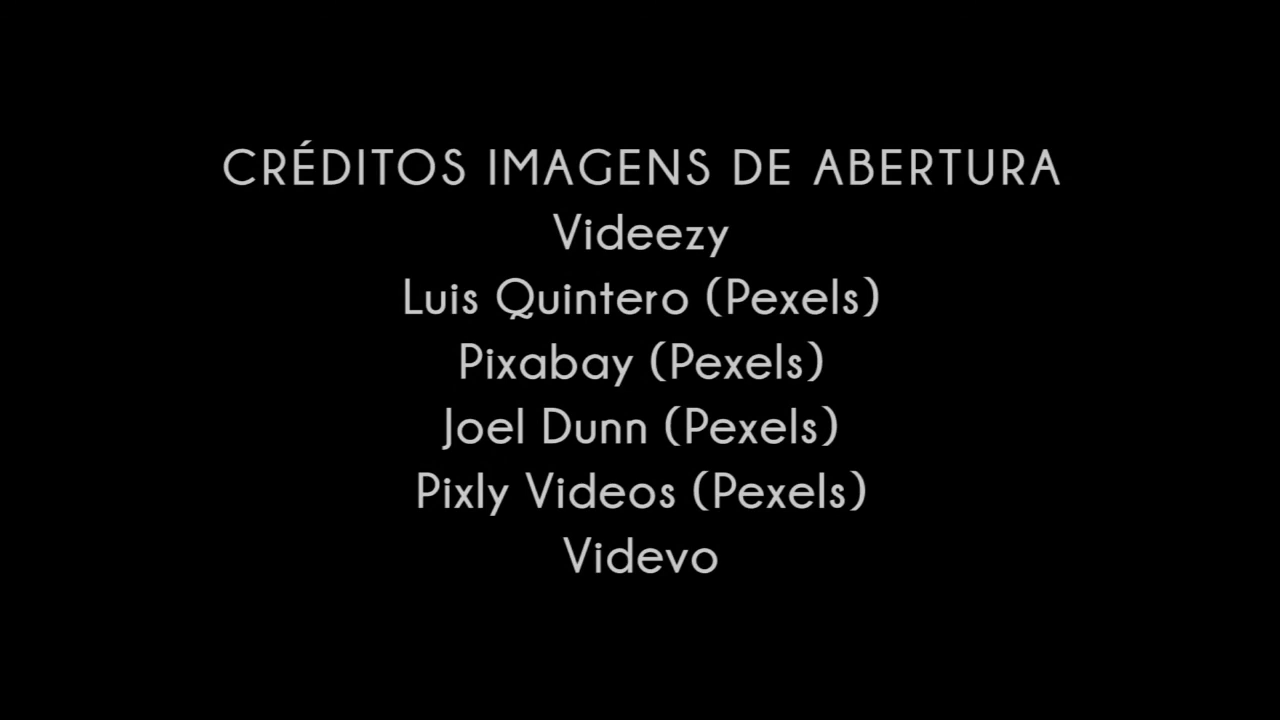 CRÉDITOS IMAGENS DE ABERTURA
Videezy
Luis Quintero (Pexels)
Pixabay (Pexels)
Joel Dunn (Pexels)
Pixly Videos (Pexels)
Videvo